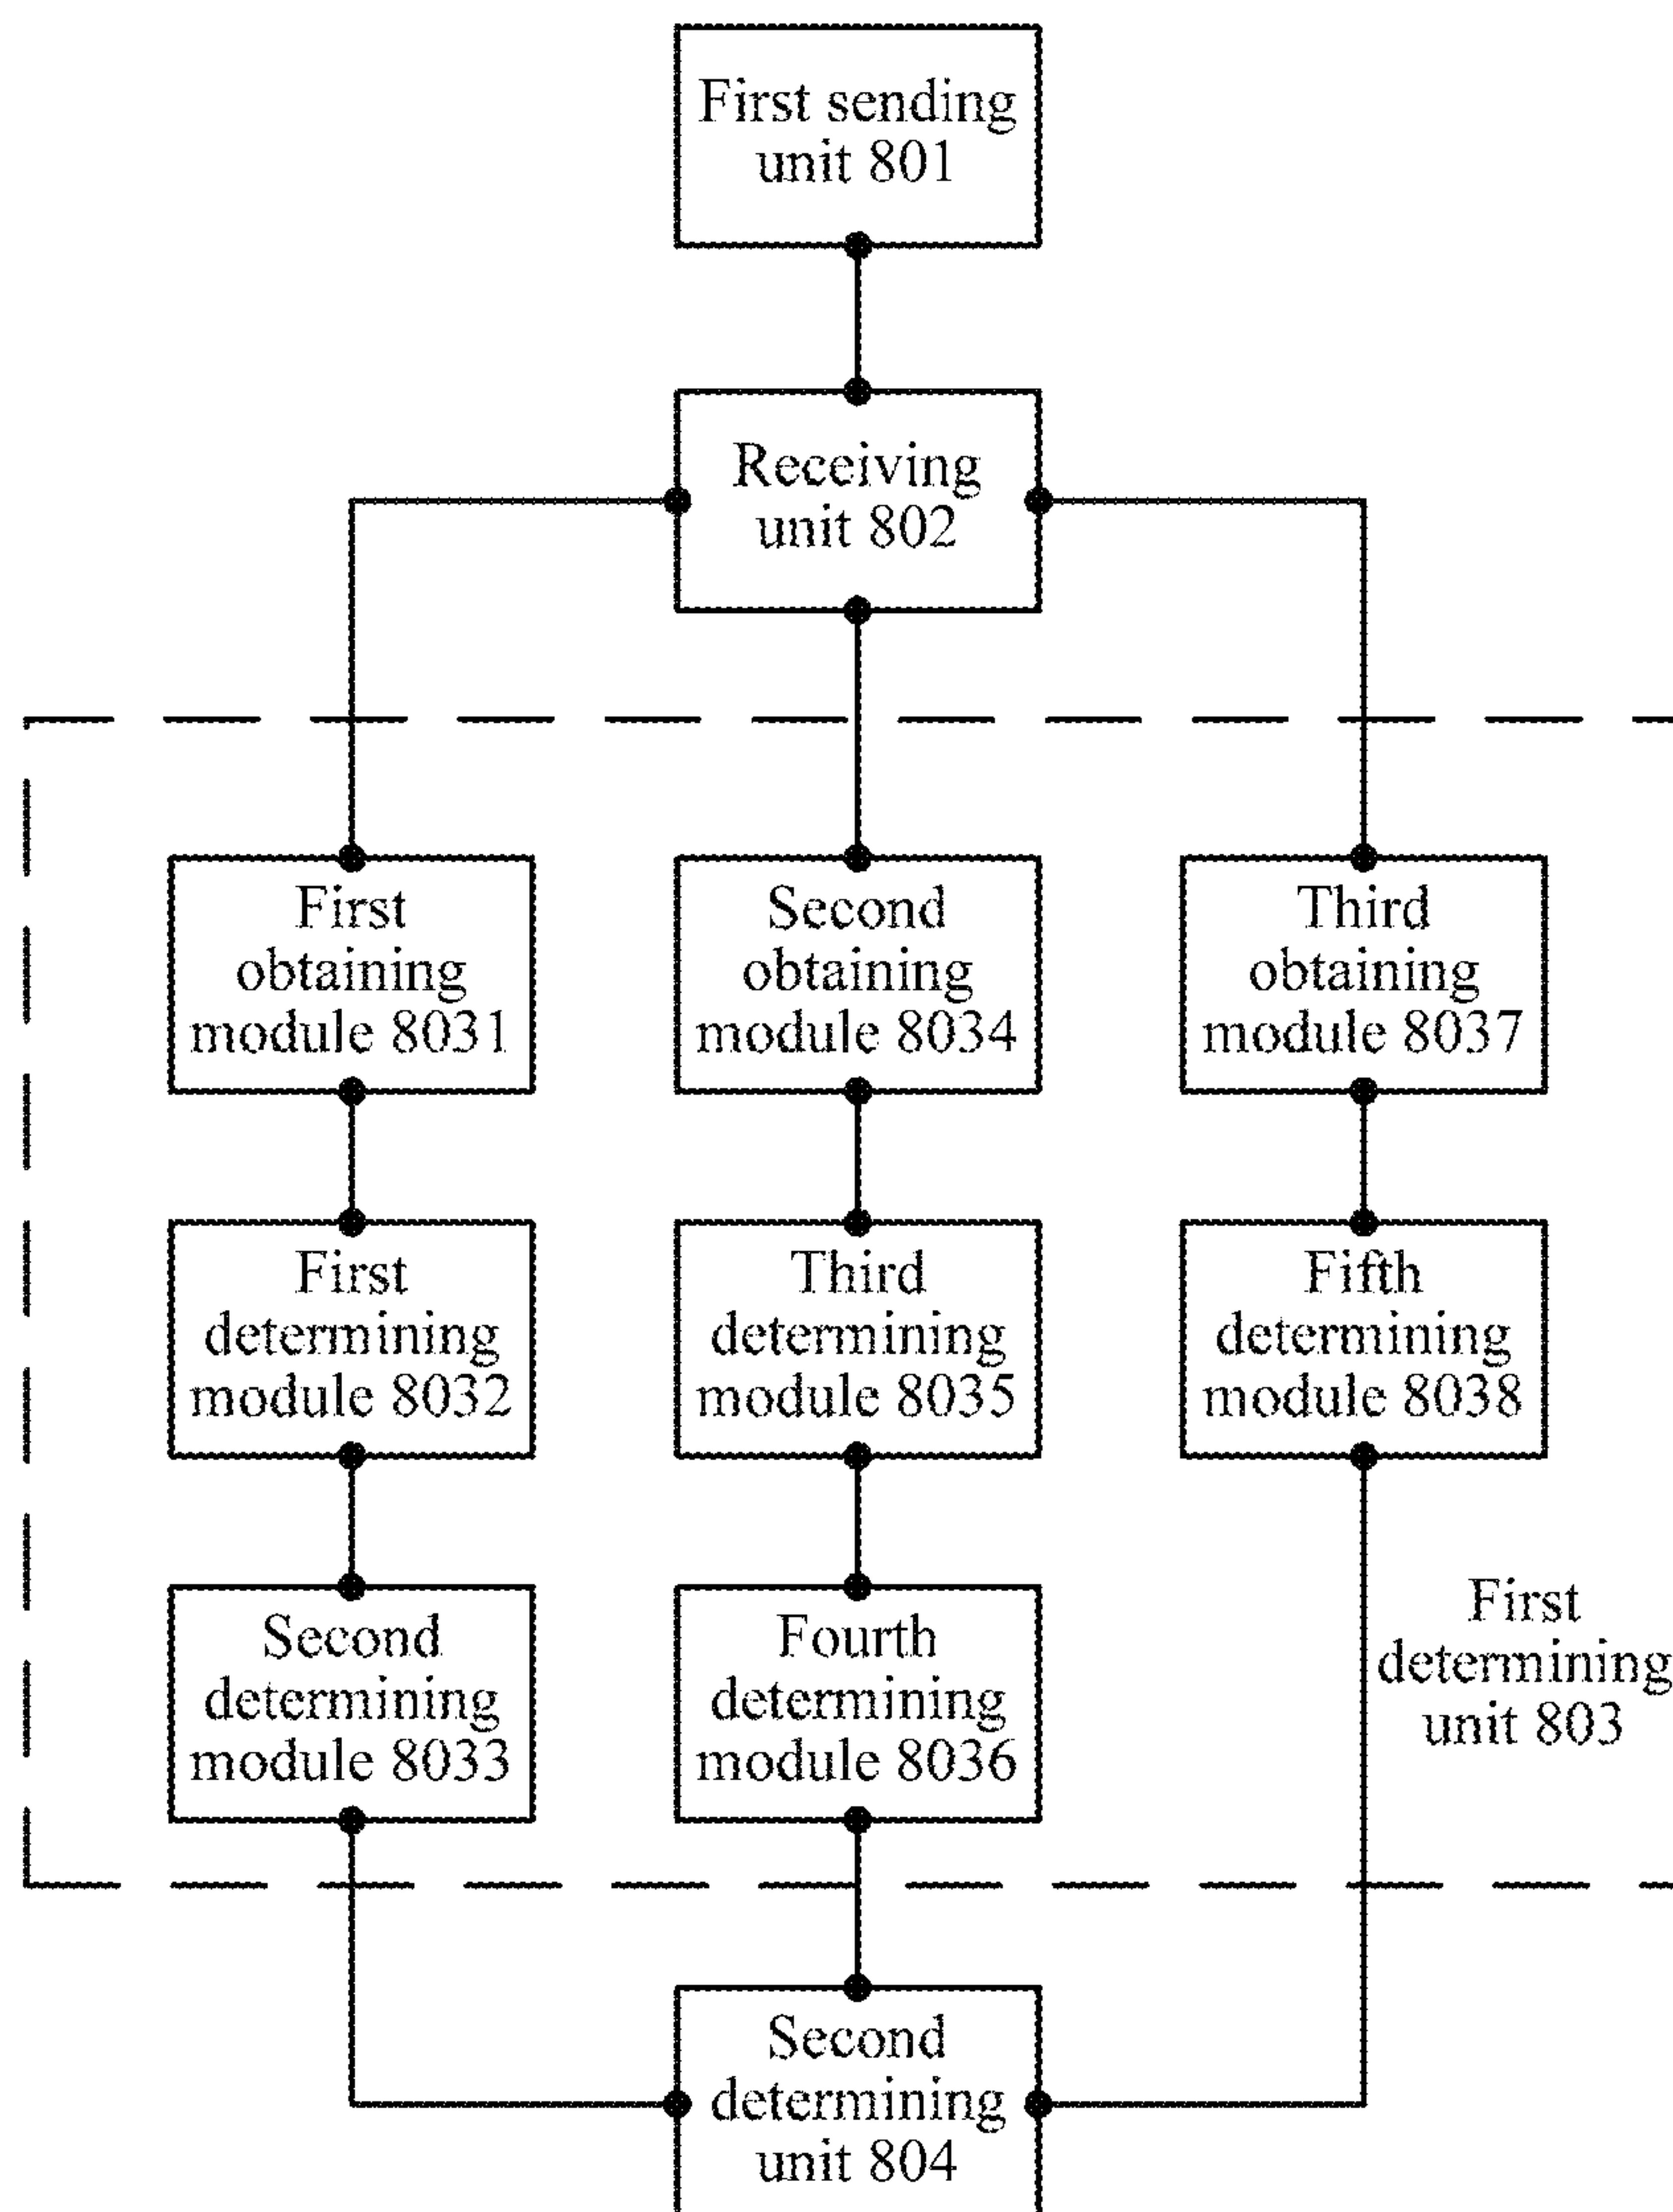 First sending
unit 801
Receiving
unit 802
First
obtaining
module 8031
Second
obtaining
module 8034
Third
obtaining
module 8037
First
determining
module 8032
Third
determining
module 8035
Fifth
determining
module 8038
Second
determining
module 8033
Fourth
determining
module 8036
First
determining
unit 803
Second
determining
unit 804